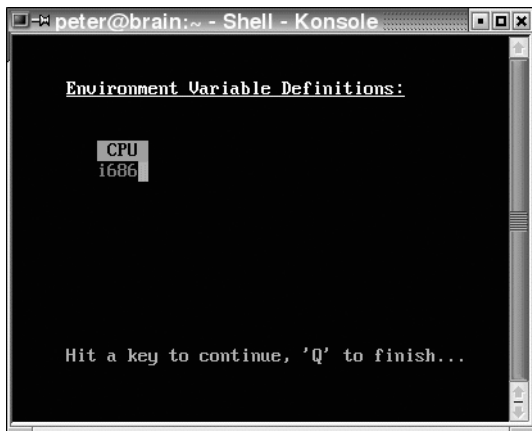 peter@brain:~ - Shell - Konsole
Environment Variable Definitions:
CPU
i686
Hit a key to continue, 'Q' to finish...